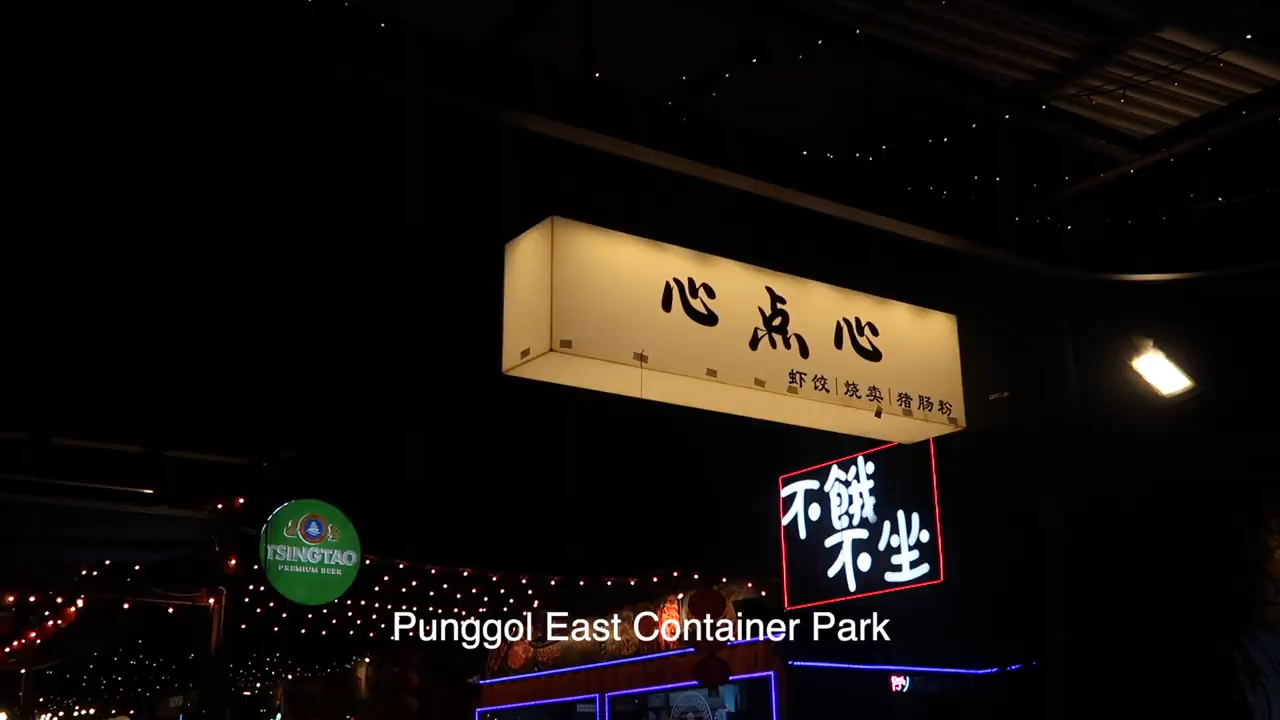 心点心
虾饺|烧卖|猪肠粉
不餓
不坐
TSINGTAO
PREMIUM BEER
Punggol East Container Park